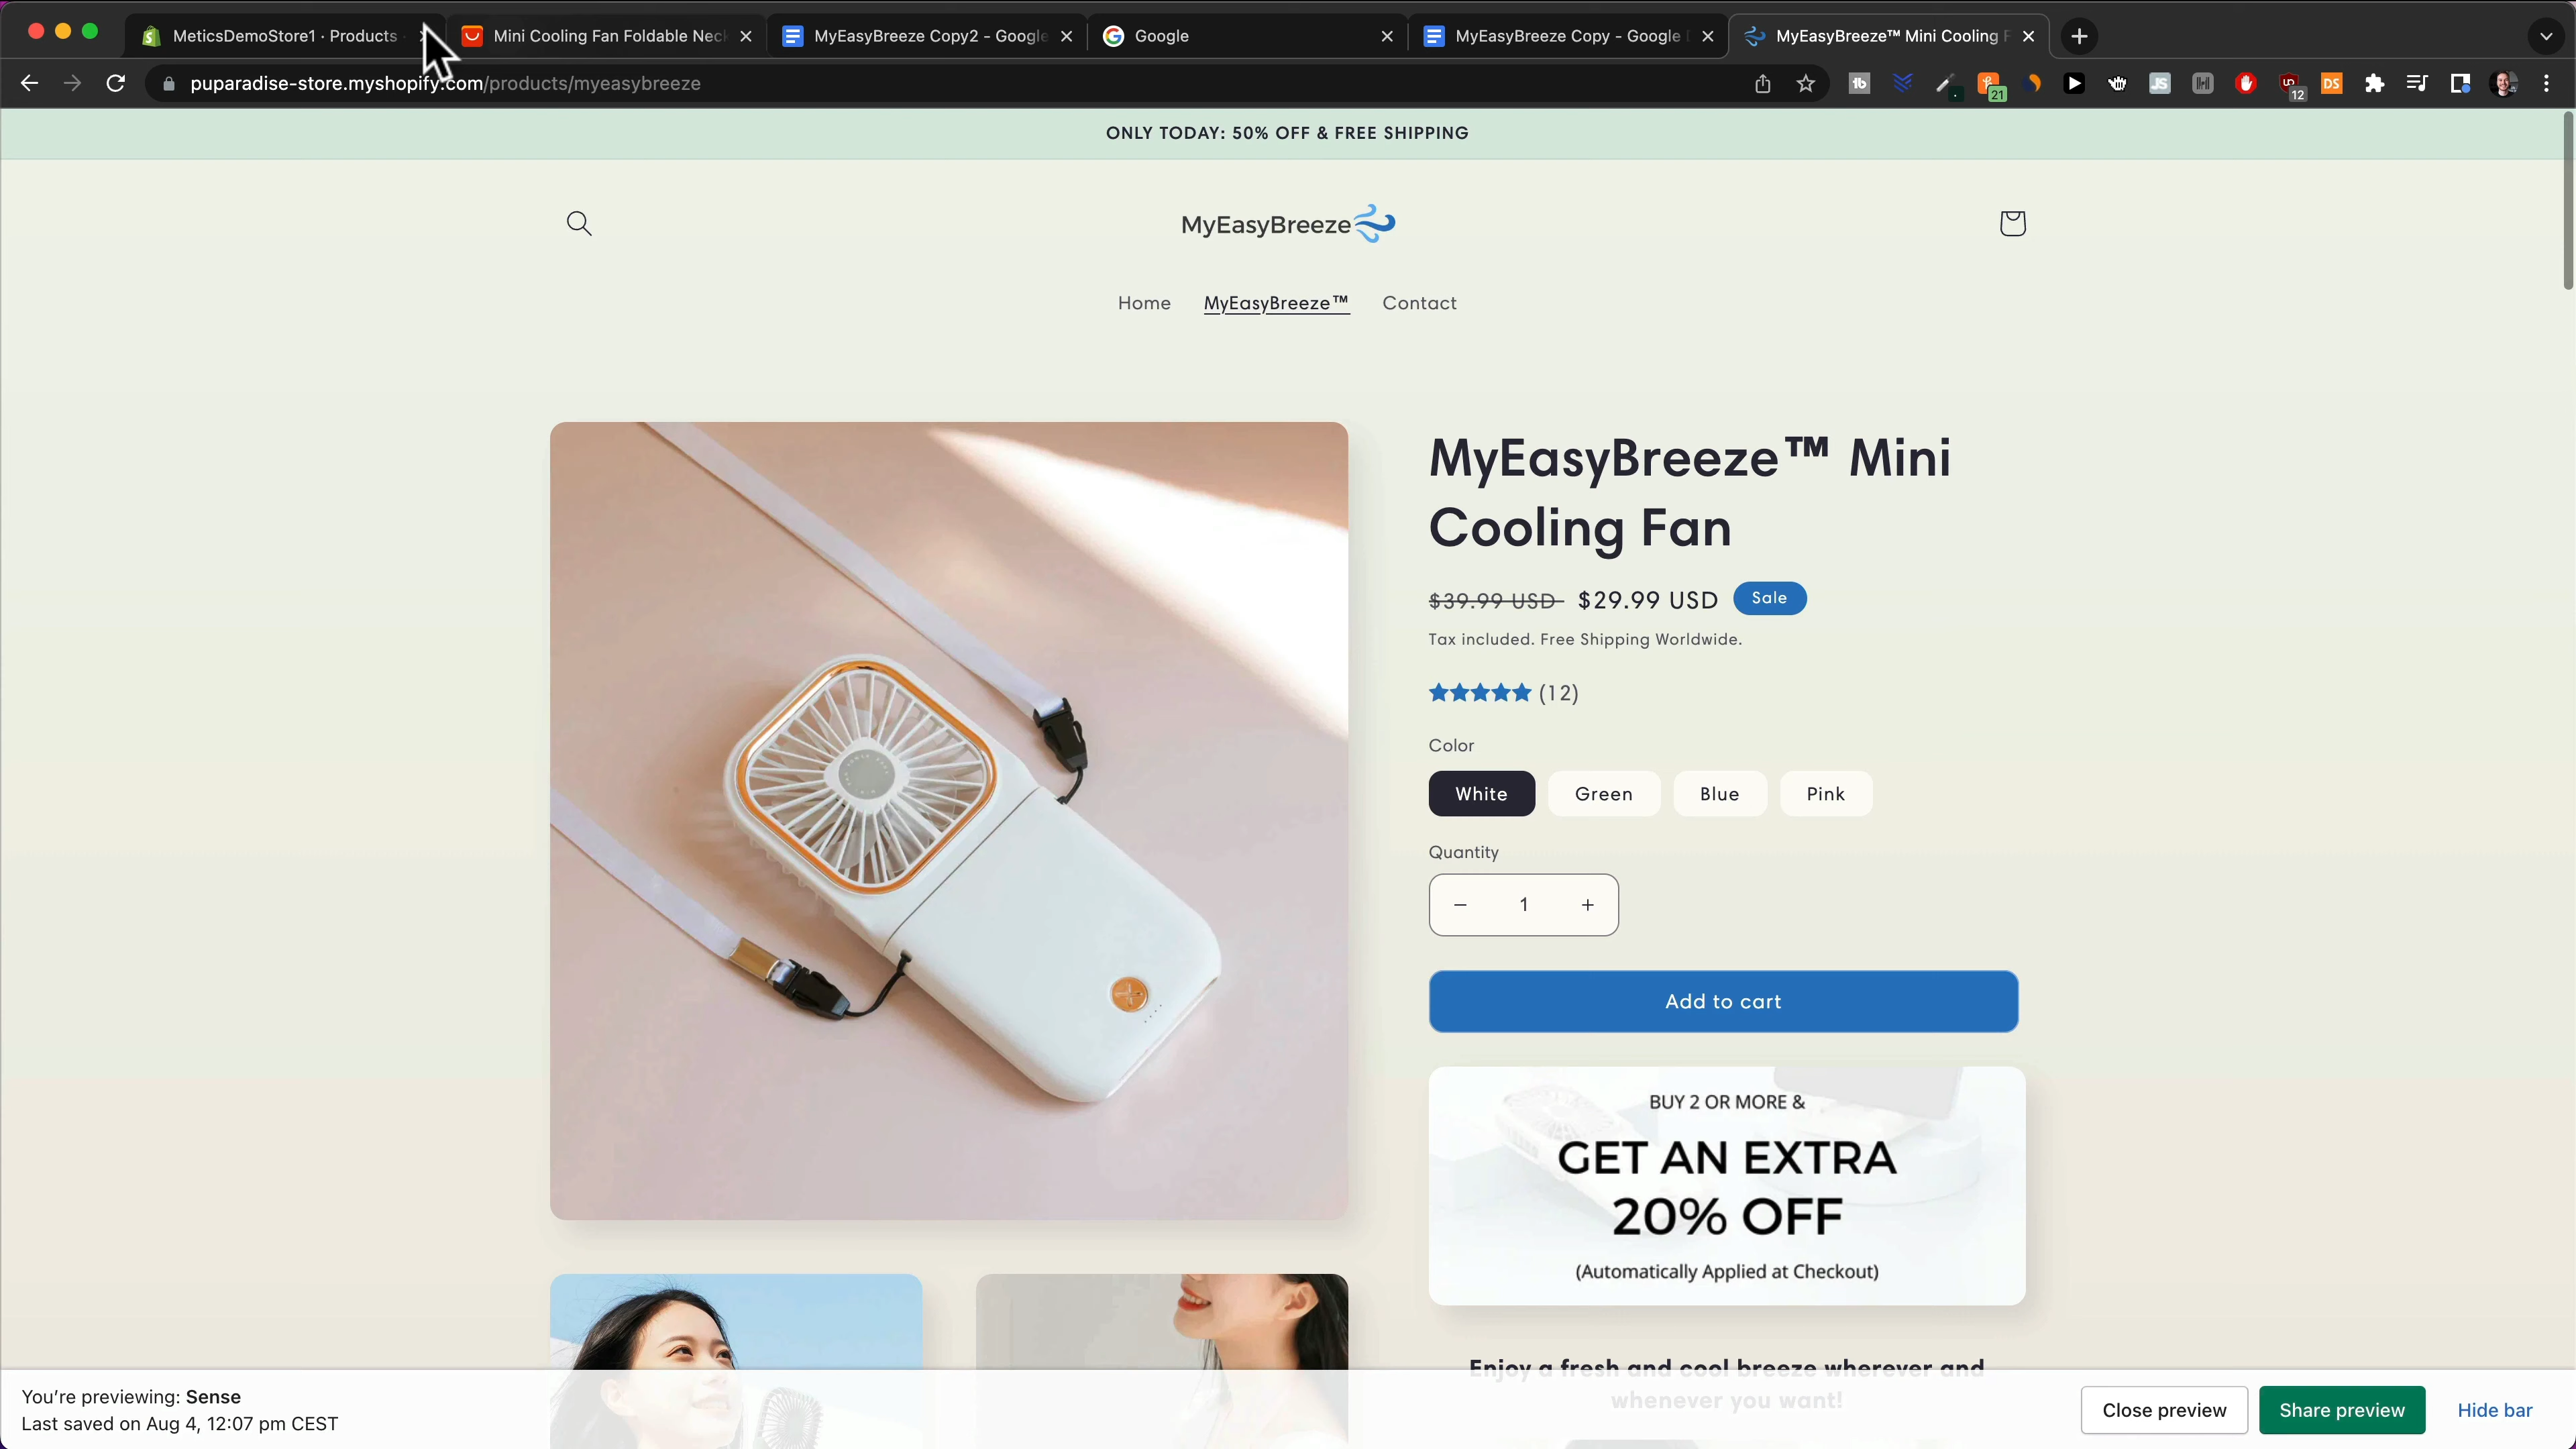 MeticsDemoStore1 · Products
Mini Cooling Fan Foldable Neck
MyEasyBreeze Copy2 - Google
Google
MyEasyBreeze Copy - Google
MyEasyBreeze™ Mini Cooling F
puparadise-store.myshopify.com/products/myeasybreeze
21
12
ONLY TODAY: 50% OFF & FREE SHIPPING
MyEasyBreeze
Home MyEasyBreeze™ Contact
MyEasyBreeze™ Mini
Cooling Fan
$39.99 USD $29.99 USD Sale
Tax included. Free Shipping Worldwide.
(12)
Color
White Green Blue Pink
Quantity
− 1 +
Add to cart
BUY 2 OR MORE &
GET AN EXTRA
20% OFF
(Automatically Applied at Checkout)
Enjoy a fresh and cool breeze wherever and
whenever you want!
You're previewing: Sense
Last saved on Aug 4, 12:07 pm CEST
Close preview Share preview Hide bar